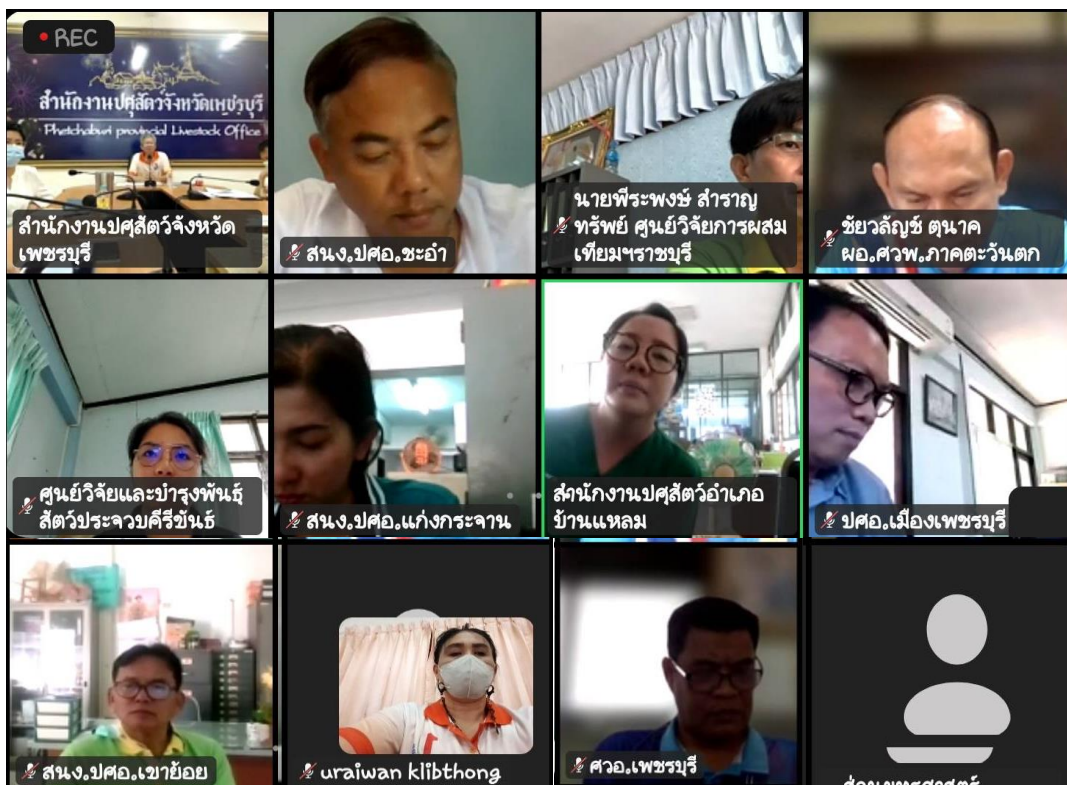 REC
สำนักงานปศุสัตว์จังหวัดเพชรบุรี
Phetchaburi provincial Livestock Office
สำนักงานปศุสัตว์จังหวัด
เพชรบุรี
สนง.ปศอ.ชะอำ
นายพีระพงษ์ สำราญ
ทรัพย์ ศูนย์วิจัยการผสม
เทียมฯราชบุรี
ชัยวลัญช์ ตุนาค
ผอ.ศวพ.ภาคตะวันตก
ศูนย์วิจัยและบำรุงพันธุ์
สัตว์ประจวบคีรีขันธ์
สนง.ปศอ.แก่งกระจาน
สำนักงานปศุสัตว์อำเภอ
บ้านแหลม
ปศอ.เมืองเพชรบุรี
สนง.ปศอ.เขาย้อย
uraiwan klibthong
ศวอ.เพชรบุรี